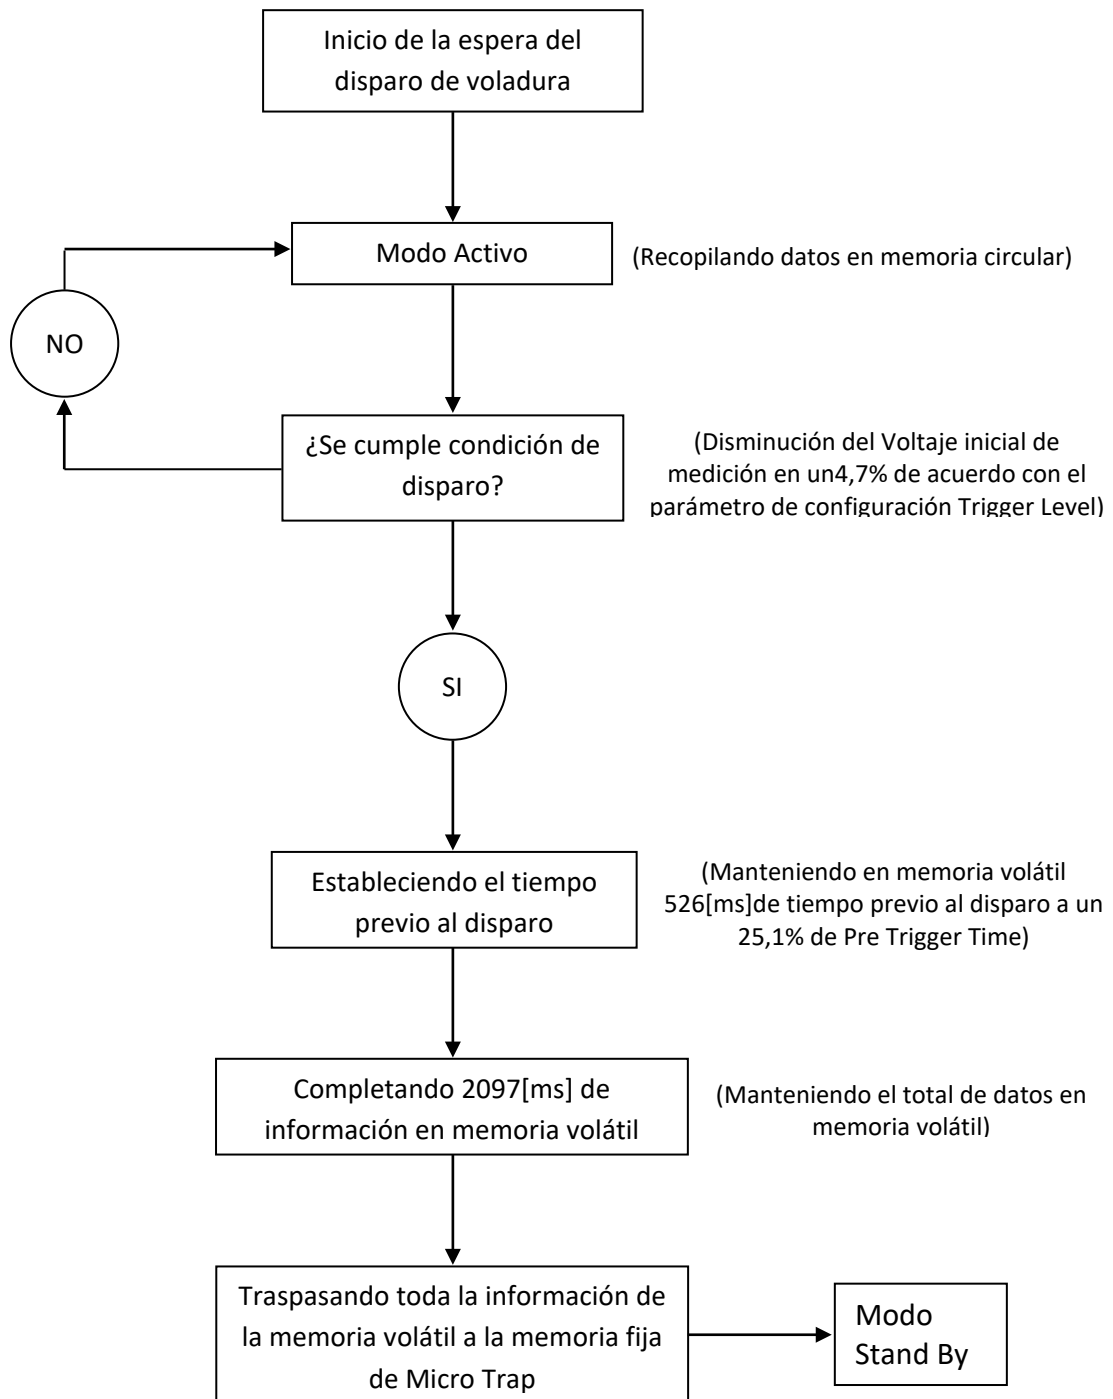 Inicio de la espera del
disparo de voladura
Modo Activo
(Recopilando datos en memoria circular)
NO
¿Se cumple condición de
disparo?
(Disminución del Voltaje inicial de
medición en un4,7% de acuerdo con el
parámetro de configuración Trigger Level)
SI
Estableciendo el tiempo
previo al disparo
(Manteniendo en memoria volátil
526[ms]de tiempo previo al disparo a un
25,1% de Pre Trigger Time)
Completando 2097[ms] de
información en memoria volátil
(Manteniendo el total de datos en
memoria volátil)
Traspasando toda la información de
la memoria volátil a la memoria fija
de Micro Trap
Modo
Stand By